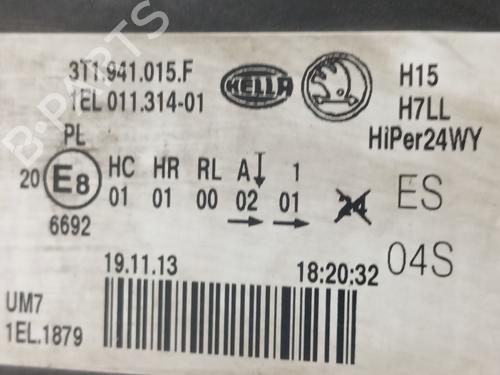 3T1.941.015.F
1EL 011.314-01
HELLA
H15
H7LL
HiPer24WY
PL
20 E8
6692
HC HR RL A 1
01 01 00 02 01
24
ES
04S
19.11.13 18:20:32
UM7
1EL.1879
B-PARTS